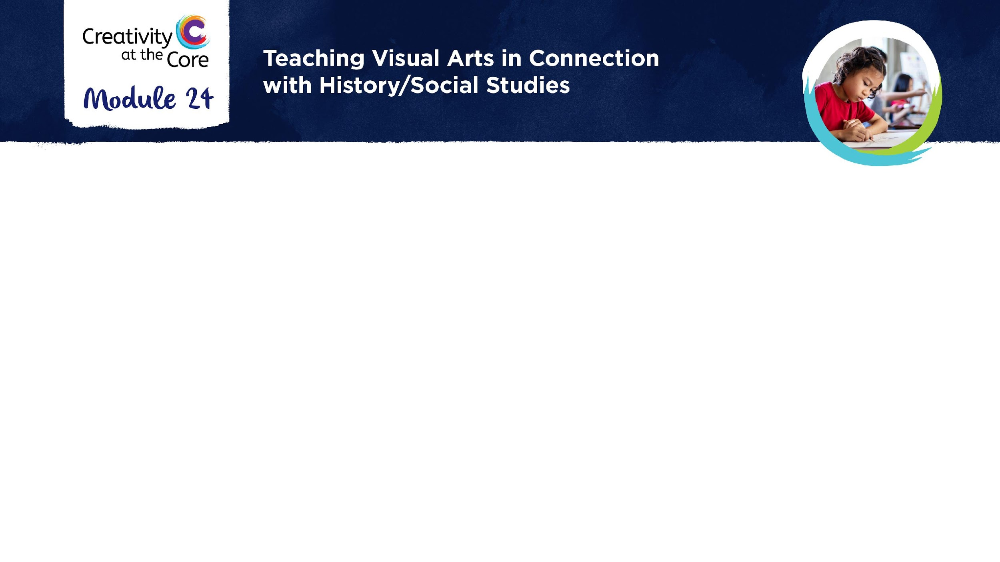 Creativity
at the Core
Module 24
Teaching Visual Arts in Connection
with History/Social Studies